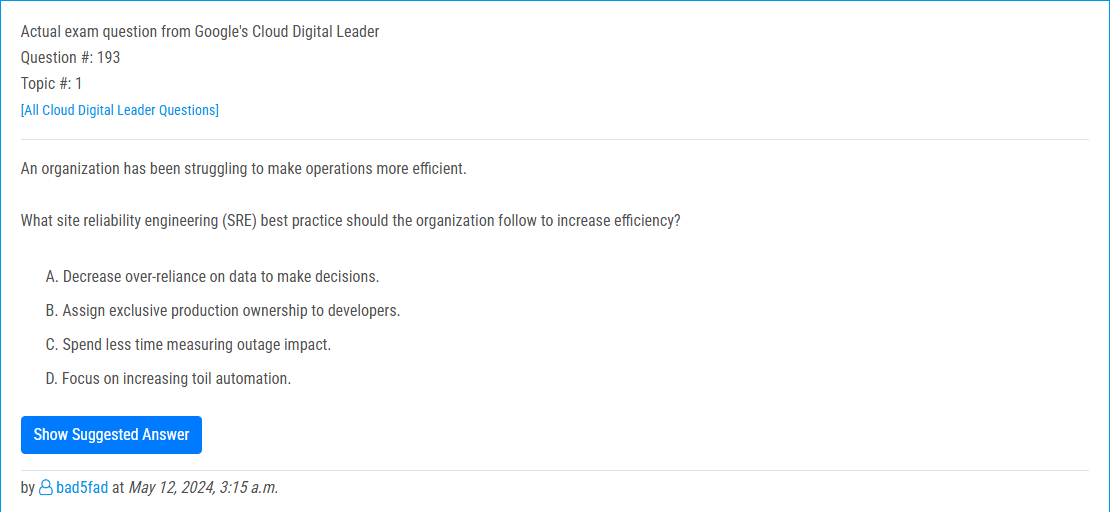 Actual exam question from Google's Cloud Digital Leader
Question #: 193
Topic #: 1
[All Cloud Digital Leader Questions]
An organization has been struggling to make operations more efficient.
What site reliability engineering (SRE) best practice should the organization follow to increase efficiency?
A. Decrease over-reliance on data to make decisions.
B. Assign exclusive production ownership to developers.
C. Spend less time measuring outage impact.
D. Focus on increasing toil automation.
Show Suggested Answer
by bad5fad at May 12, 2024, 3:15 a.m.